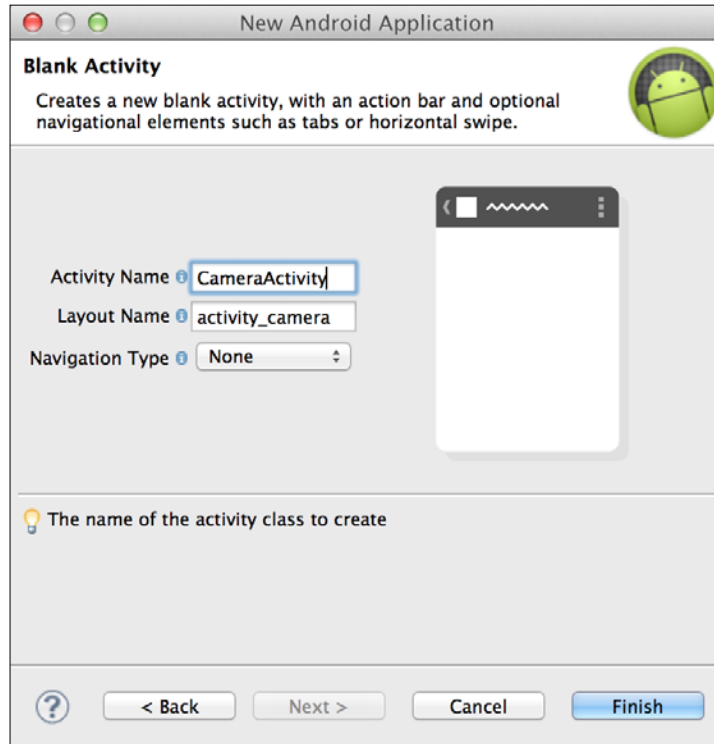 New Android Application
Blank Activity
Creates a new blank activity, with an action bar and optional
navigational elements such as tabs or horizontal swipe.
Activity Name
CameraActivity
Layout Name
activity_camera
Navigation Type
None
The name of the activity class to create
?
< Back
Next >
Cancel
Finish